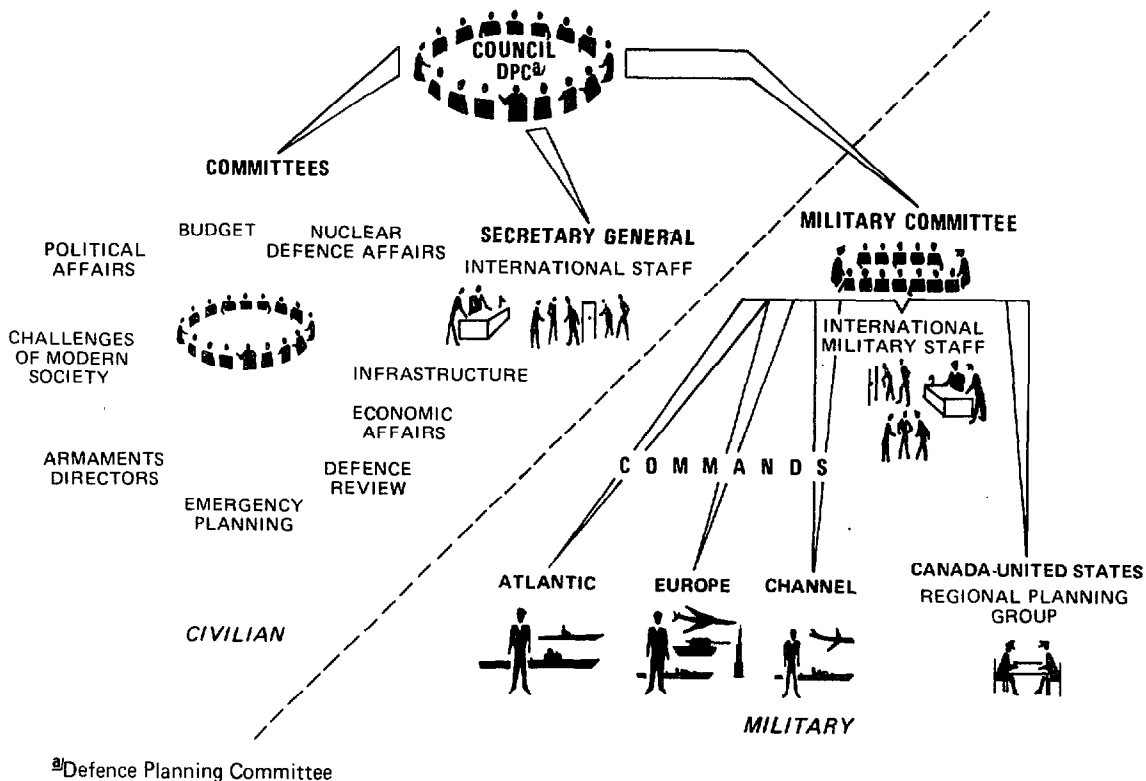 COUNCIL
DPCa/
COMMITTEES
BUDGET
NUCLEAR
DEFENCE AFFAIRS
POLITICAL
AFFAIRS
CHALLENGES
OF MODERN
SOCIETY
INFRASTRUCTURE
ECONOMIC
AFFAIRS
ARMAMENTS
DIRECTORS
DEFENCE
REVIEW
EMERGENCY
PLANNING
CIVILIAN
SECRETARY GENERAL
INTERNATIONAL STAFF
MILITARY COMMITTEE
INTERNATIONAL
MILITARY STAFF
COMMANDS
ATLANTIC
EUROPE
CHANNEL
CANADA-UNITED STATES
REGIONAL PLANNING
GROUP
MILITARY
a/Defence Planning Committee